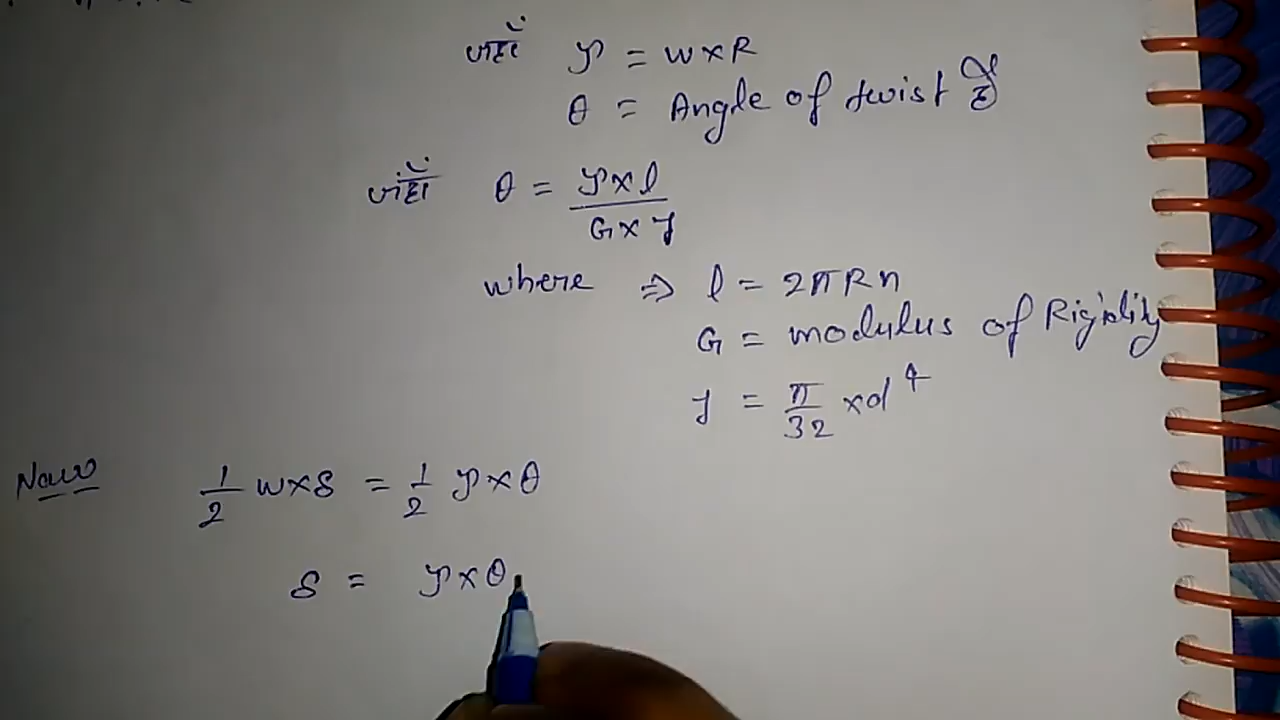 जहाँ T = W×R
θ = Angle of twist है
जहाँ θ = T×l / G×J
where ⇒ l = 2πRn
G = modulus of Rigidity
J = π/32 ×d⁴
Now 1/2 W×δ = 1/2 T×θ
δ = T×θ